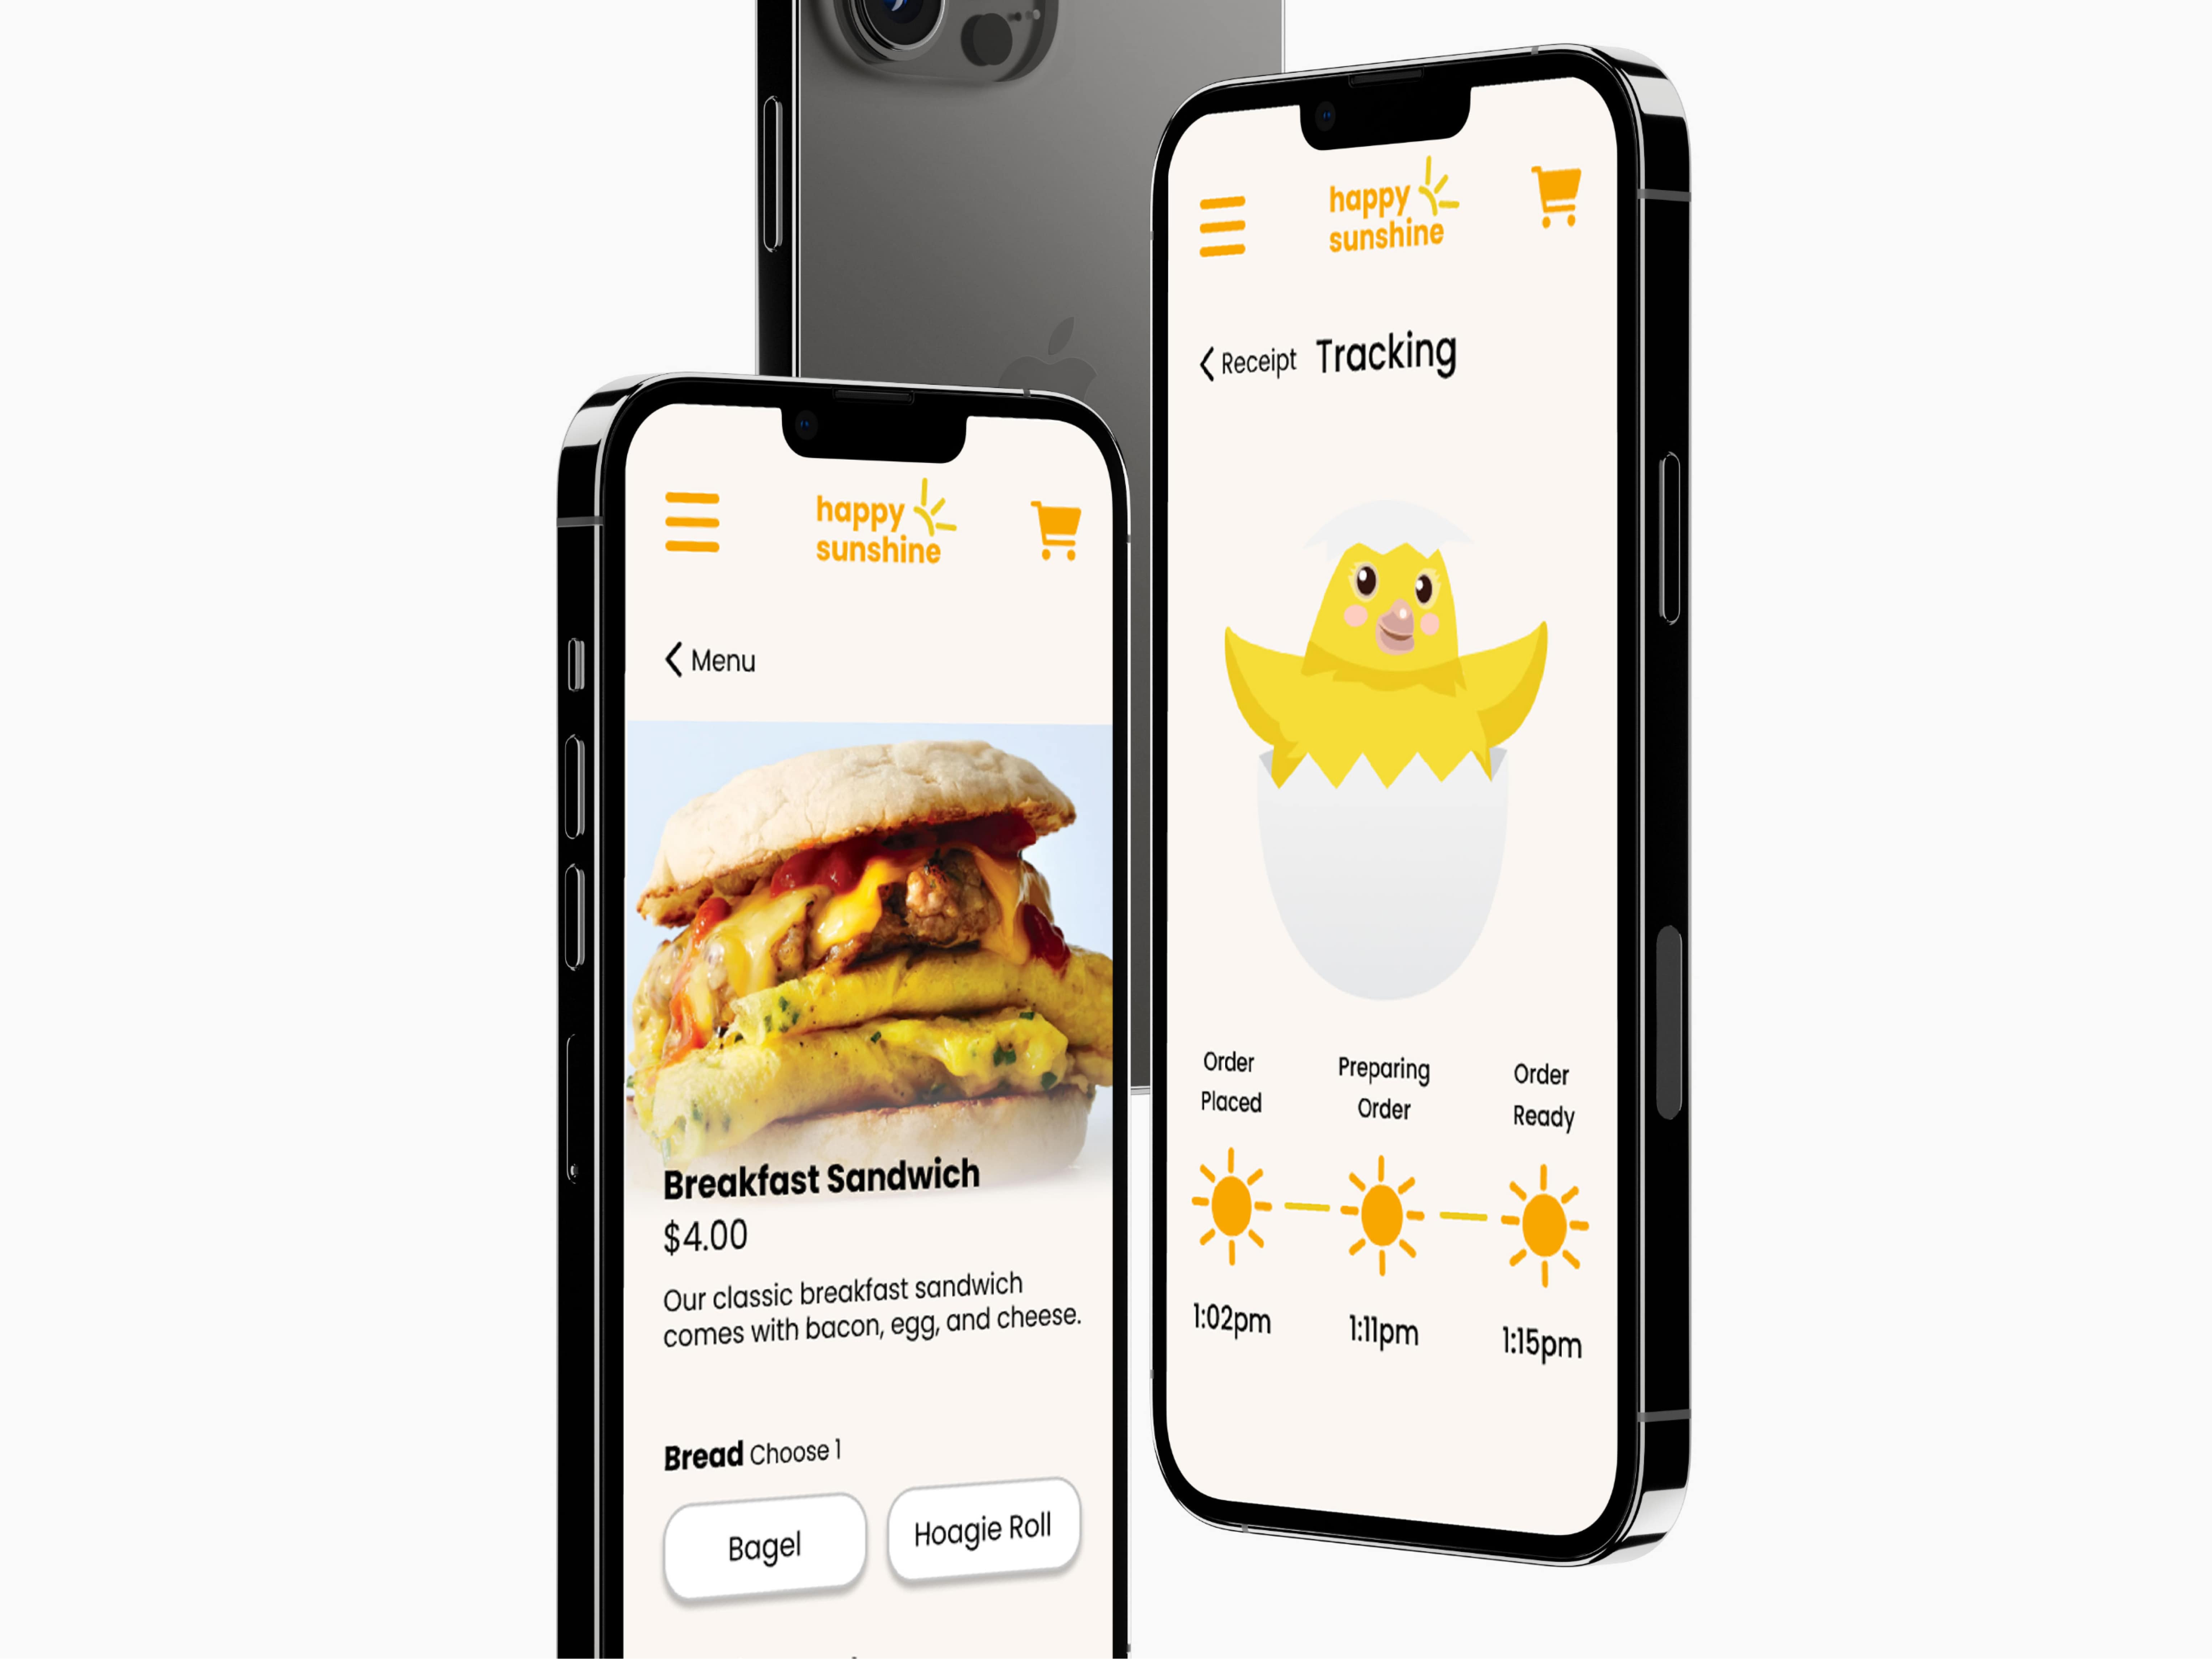 happy
sunshine
Menu
Breakfast Sandwich
$4.00
Our classic breakfast sandwich
comes with bacon, egg, and cheese.
Bread Choose 1
Bagel
Hoagie Roll
happy
sunshine
Receipt Tracking
Order
Placed
Preparing
Order
Order
Ready
1:02pm
1:11pm
1:15pm